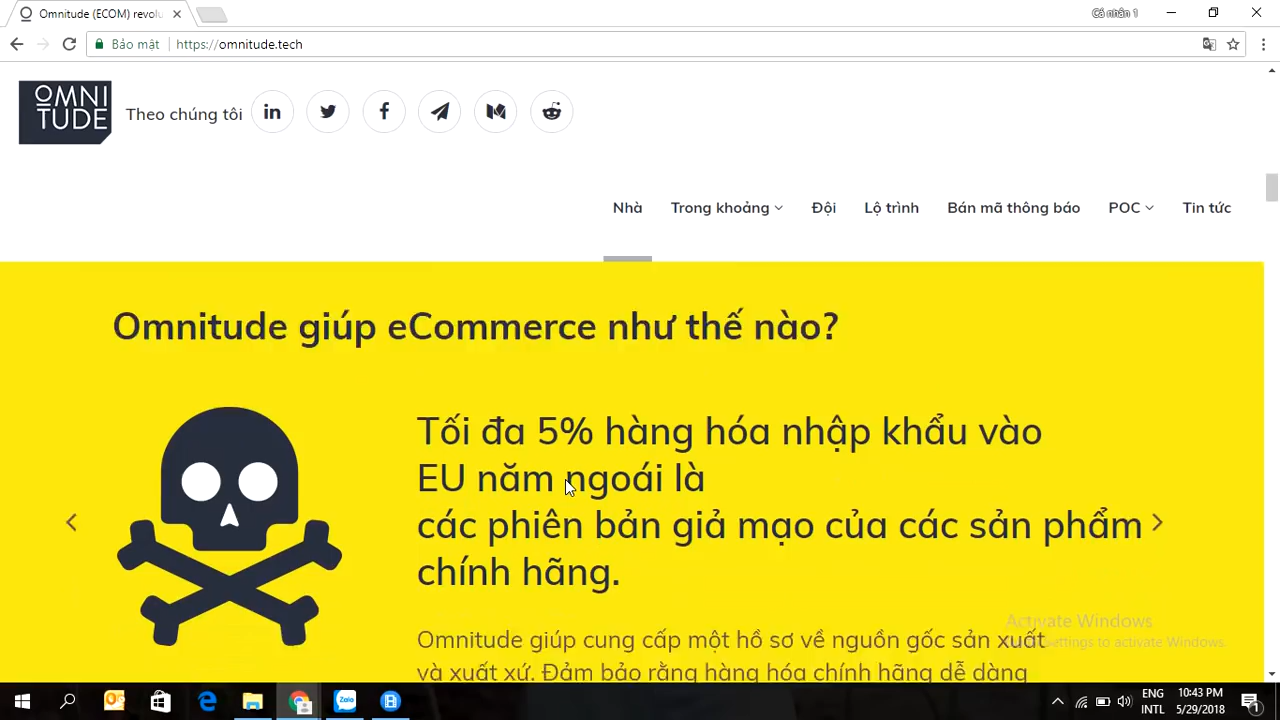 Omnitude (ECOM) revolu
Cá nhân 1
Bảo mật
https://omnitude.tech
OMNI
TUDE
Theo chúng tôi
Nhà
Trong khoảng
Đội
Lộ trình
Bán mã thông báo
POC
Tin tức
Omnitude giúp eCommerce như thế nào?
Tối đa 5% hàng hóa nhập khẩu vào
EU năm ngoái là
các phiên bản giả mạo của các sản phẩm
chính hãng.
Omnitude giúp cung cấp một hồ sơ về nguồn gốc sản xuất
và xuất xứ. Đảm bảo rằng hàng hóa chính hãng dễ dàng
Activate Windows
settings to activate Windows.
Zalo
ENG
INTL
10:43 PM
5/29/2018
1